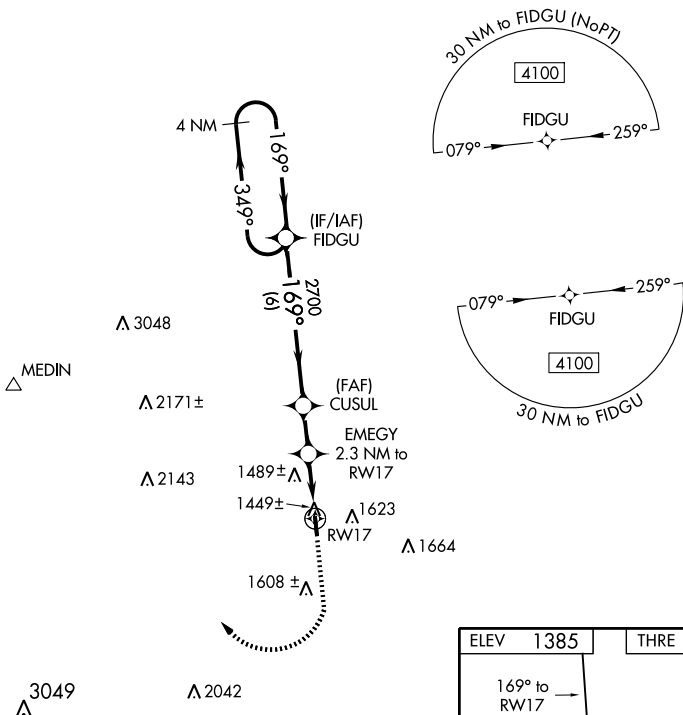 30 NM to FIDGU (NoPT)
4100
FIDGU
079°
259°
4 NM
169°
349°
(IF/IAF)
FIDGU
2700
169°
(6)
079°
259°
FIDGU
4100
30 NM to FIDGU
3048
MEDIN
2171±
(FAF)
CUSUL
EMEGY
2.3 NM to
RW17
2143
1489±
1449±
1623
RW17
1664
1608 ±
3049
2042
ELEV 1385
THRE
169° to
RW17